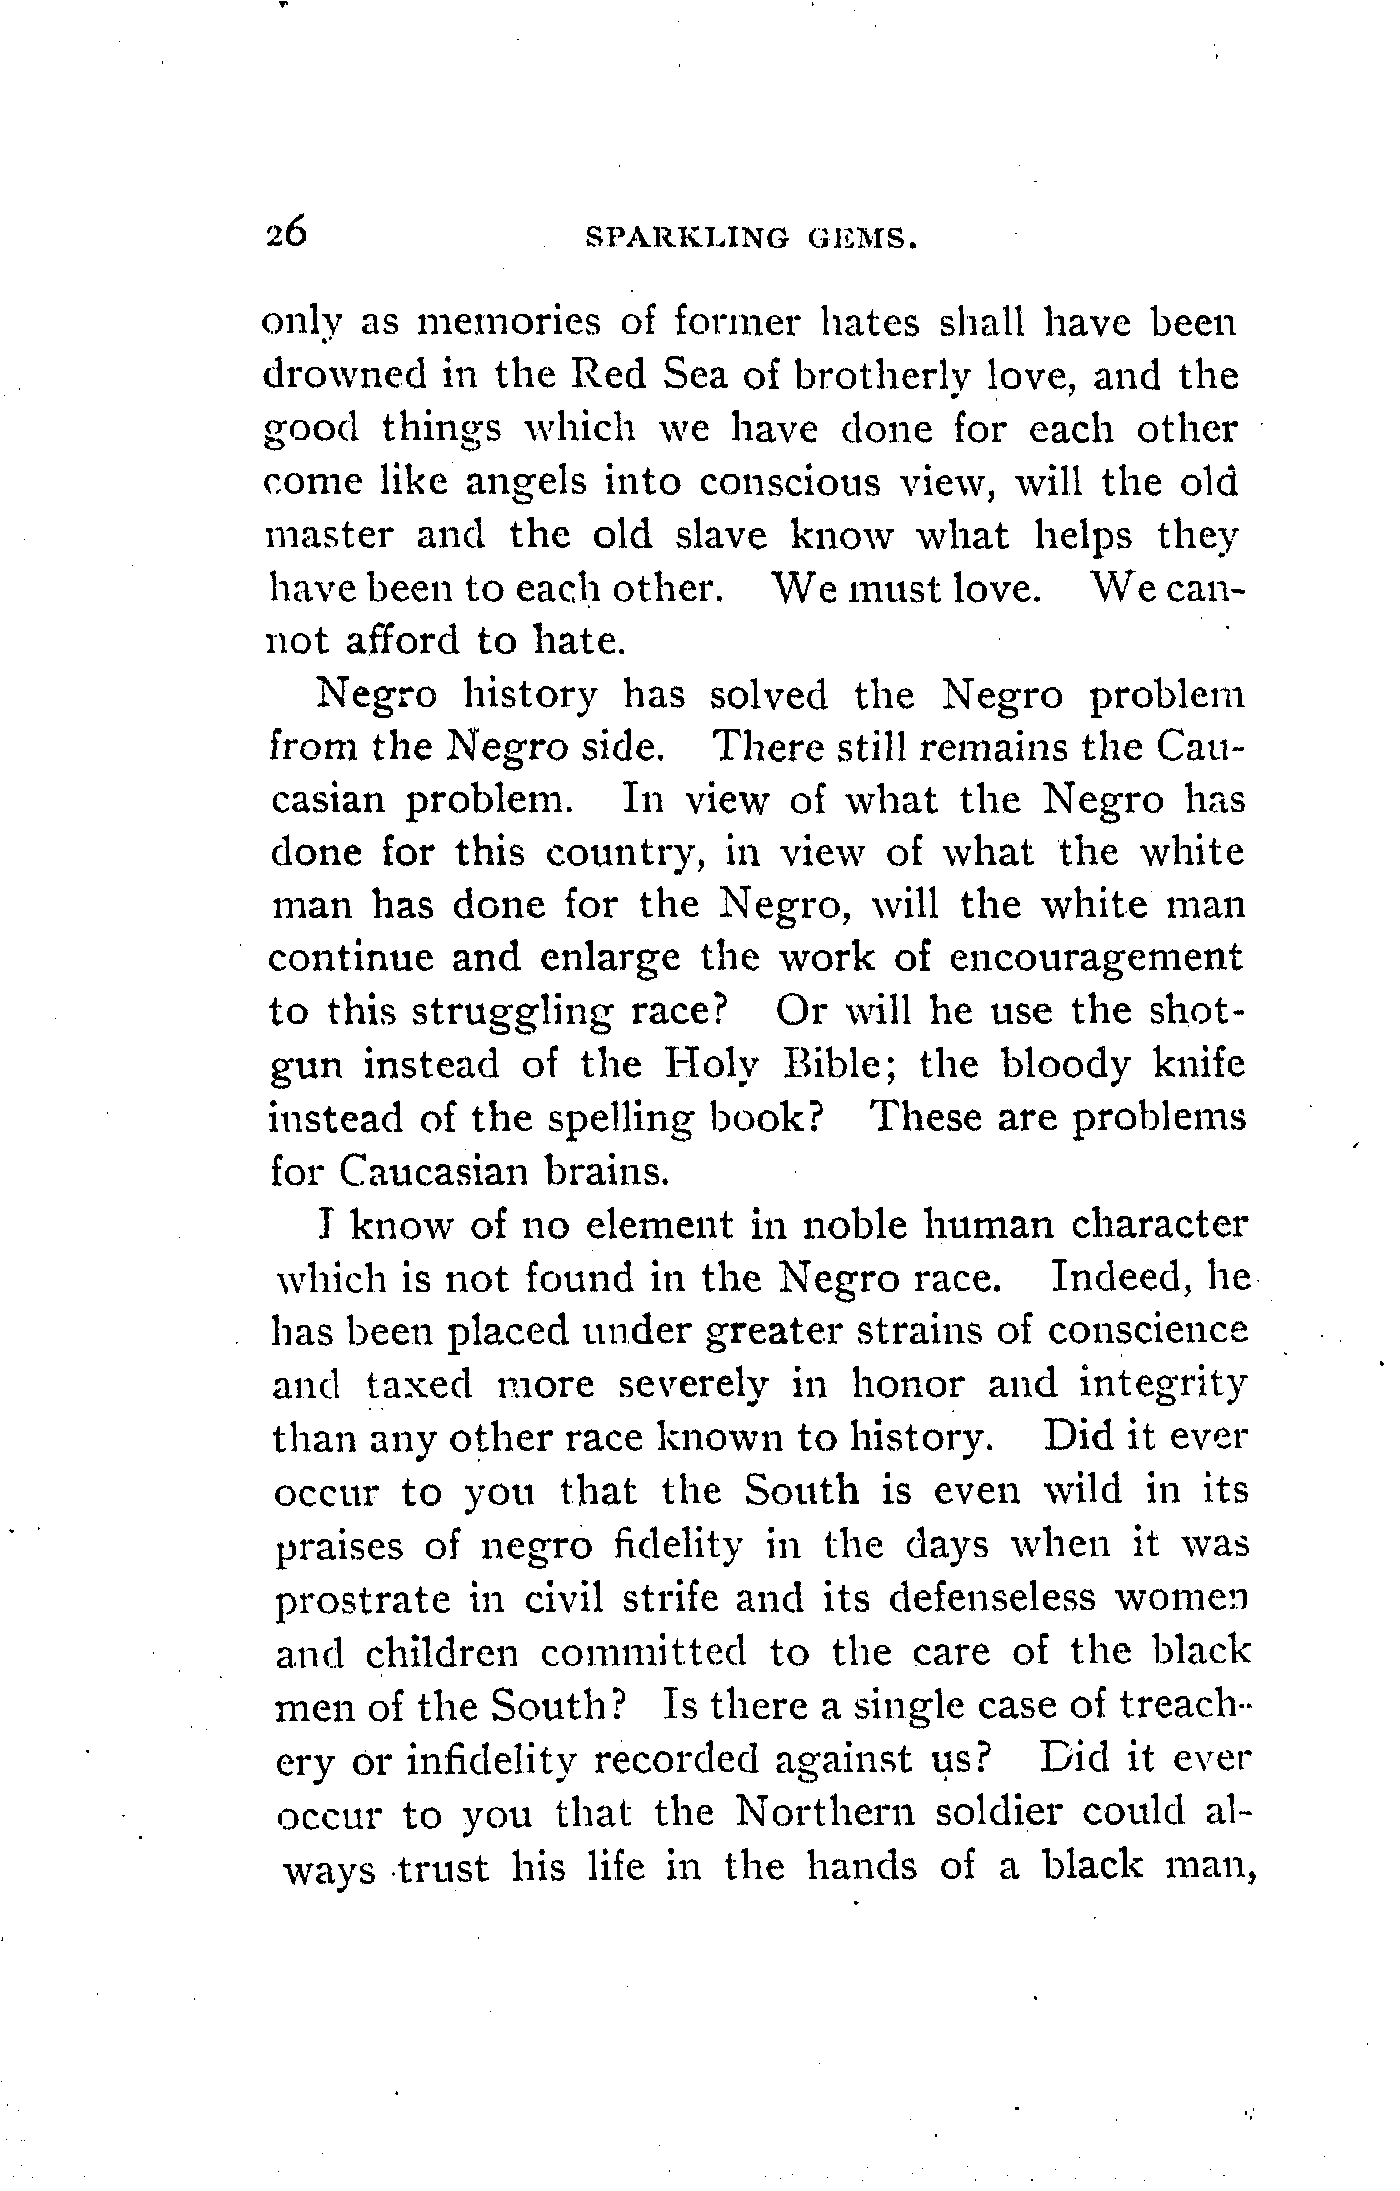 26 SPARKLING GEMS.
only as memories of former hates shall have been
drowned in the Red Sea of brotherly love, and the
good things which we have done for each other
come like angels into conscious view, will the old
master and the old slave know what helps they
have been to each other. We must love. We can-
not afford to hate.
Negro history has solved the Negro problem
from the Negro side. There still remains the Cau-
casian problem. In view of what the Negro has
done for this country, in view of what the white
man has done for the Negro, will the white man
continue and enlarge the work of encouragement
to this struggling race? Or will he use the shot-
gun instead of the Holy Bible; the bloody knife
instead of the spelling book? These are problems
for Caucasian brains.
I know of no element in noble human character
which is not found in the Negro race. Indeed, he
has been placed under greater strains of conscience
and taxed more severely in honor and integrity
than any other race known to history. Did it ever
occur to you that the South is even wild in its
praises of negro fidelity in the days when it was
prostrate in civil strife and its defenseless women
and children committed to the care of the black
men of the South? Is there a single case of treach-
ery or infidelity recorded against us? Did it ever
occur to you that the Northern soldier could al-
ways trust his life in the hands of a black man,